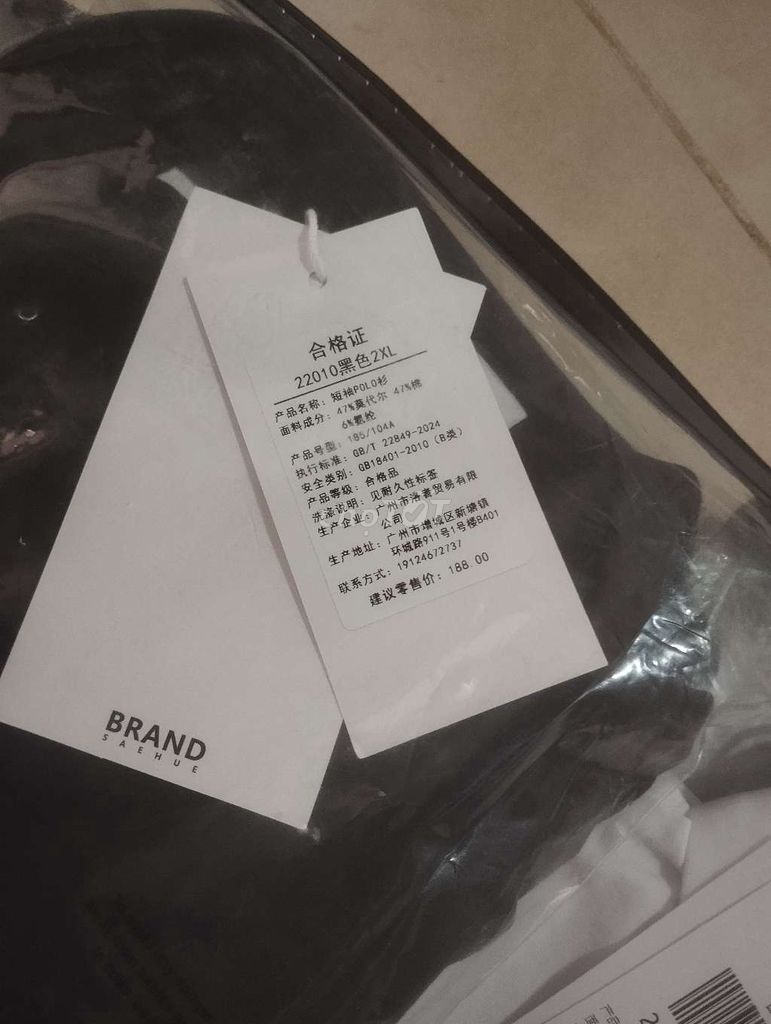 合格证
22010黑色2XL
产品名称: 短袖POLO衫
面料成分: 47%莫代尔 47%棉
6%氨纶
产品号型: 185/104A
执行标准: GB/T 22849-2024
安全类别: GB18401-2010 (B类)
产品等级: 合格品
洗涤说明: 见耐久性标签
生产企业: 广州市洛素贸易有限
公司
生产地址: 广州市增城区新塘镇
环城路911号1号楼B401
联系方式: 19124672737
建议零售价: 188.00
BRAND
SAEHUE